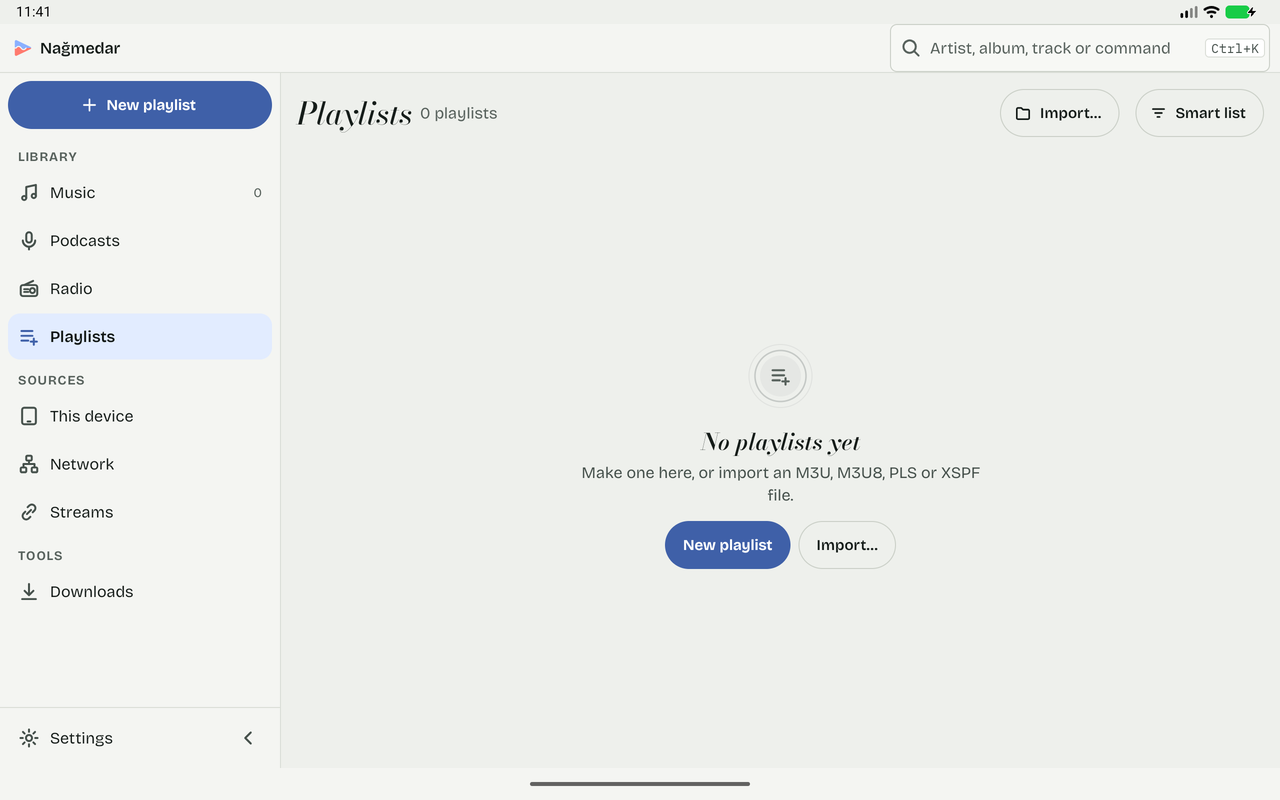 11:41
Nağmedar
Artist, album, track or command
Ctrl+K
New playlist
LIBRARY
Music
0
Podcasts
Radio
Playlists
SOURCES
This device
Network
Streams
TOOLS
Downloads
Settings
Playlists
0 playlists
Import...
Smart list
No playlists yet
Make one here, or import an M3U, M3U8, PLS or XSPF
file.
New playlist
Import...